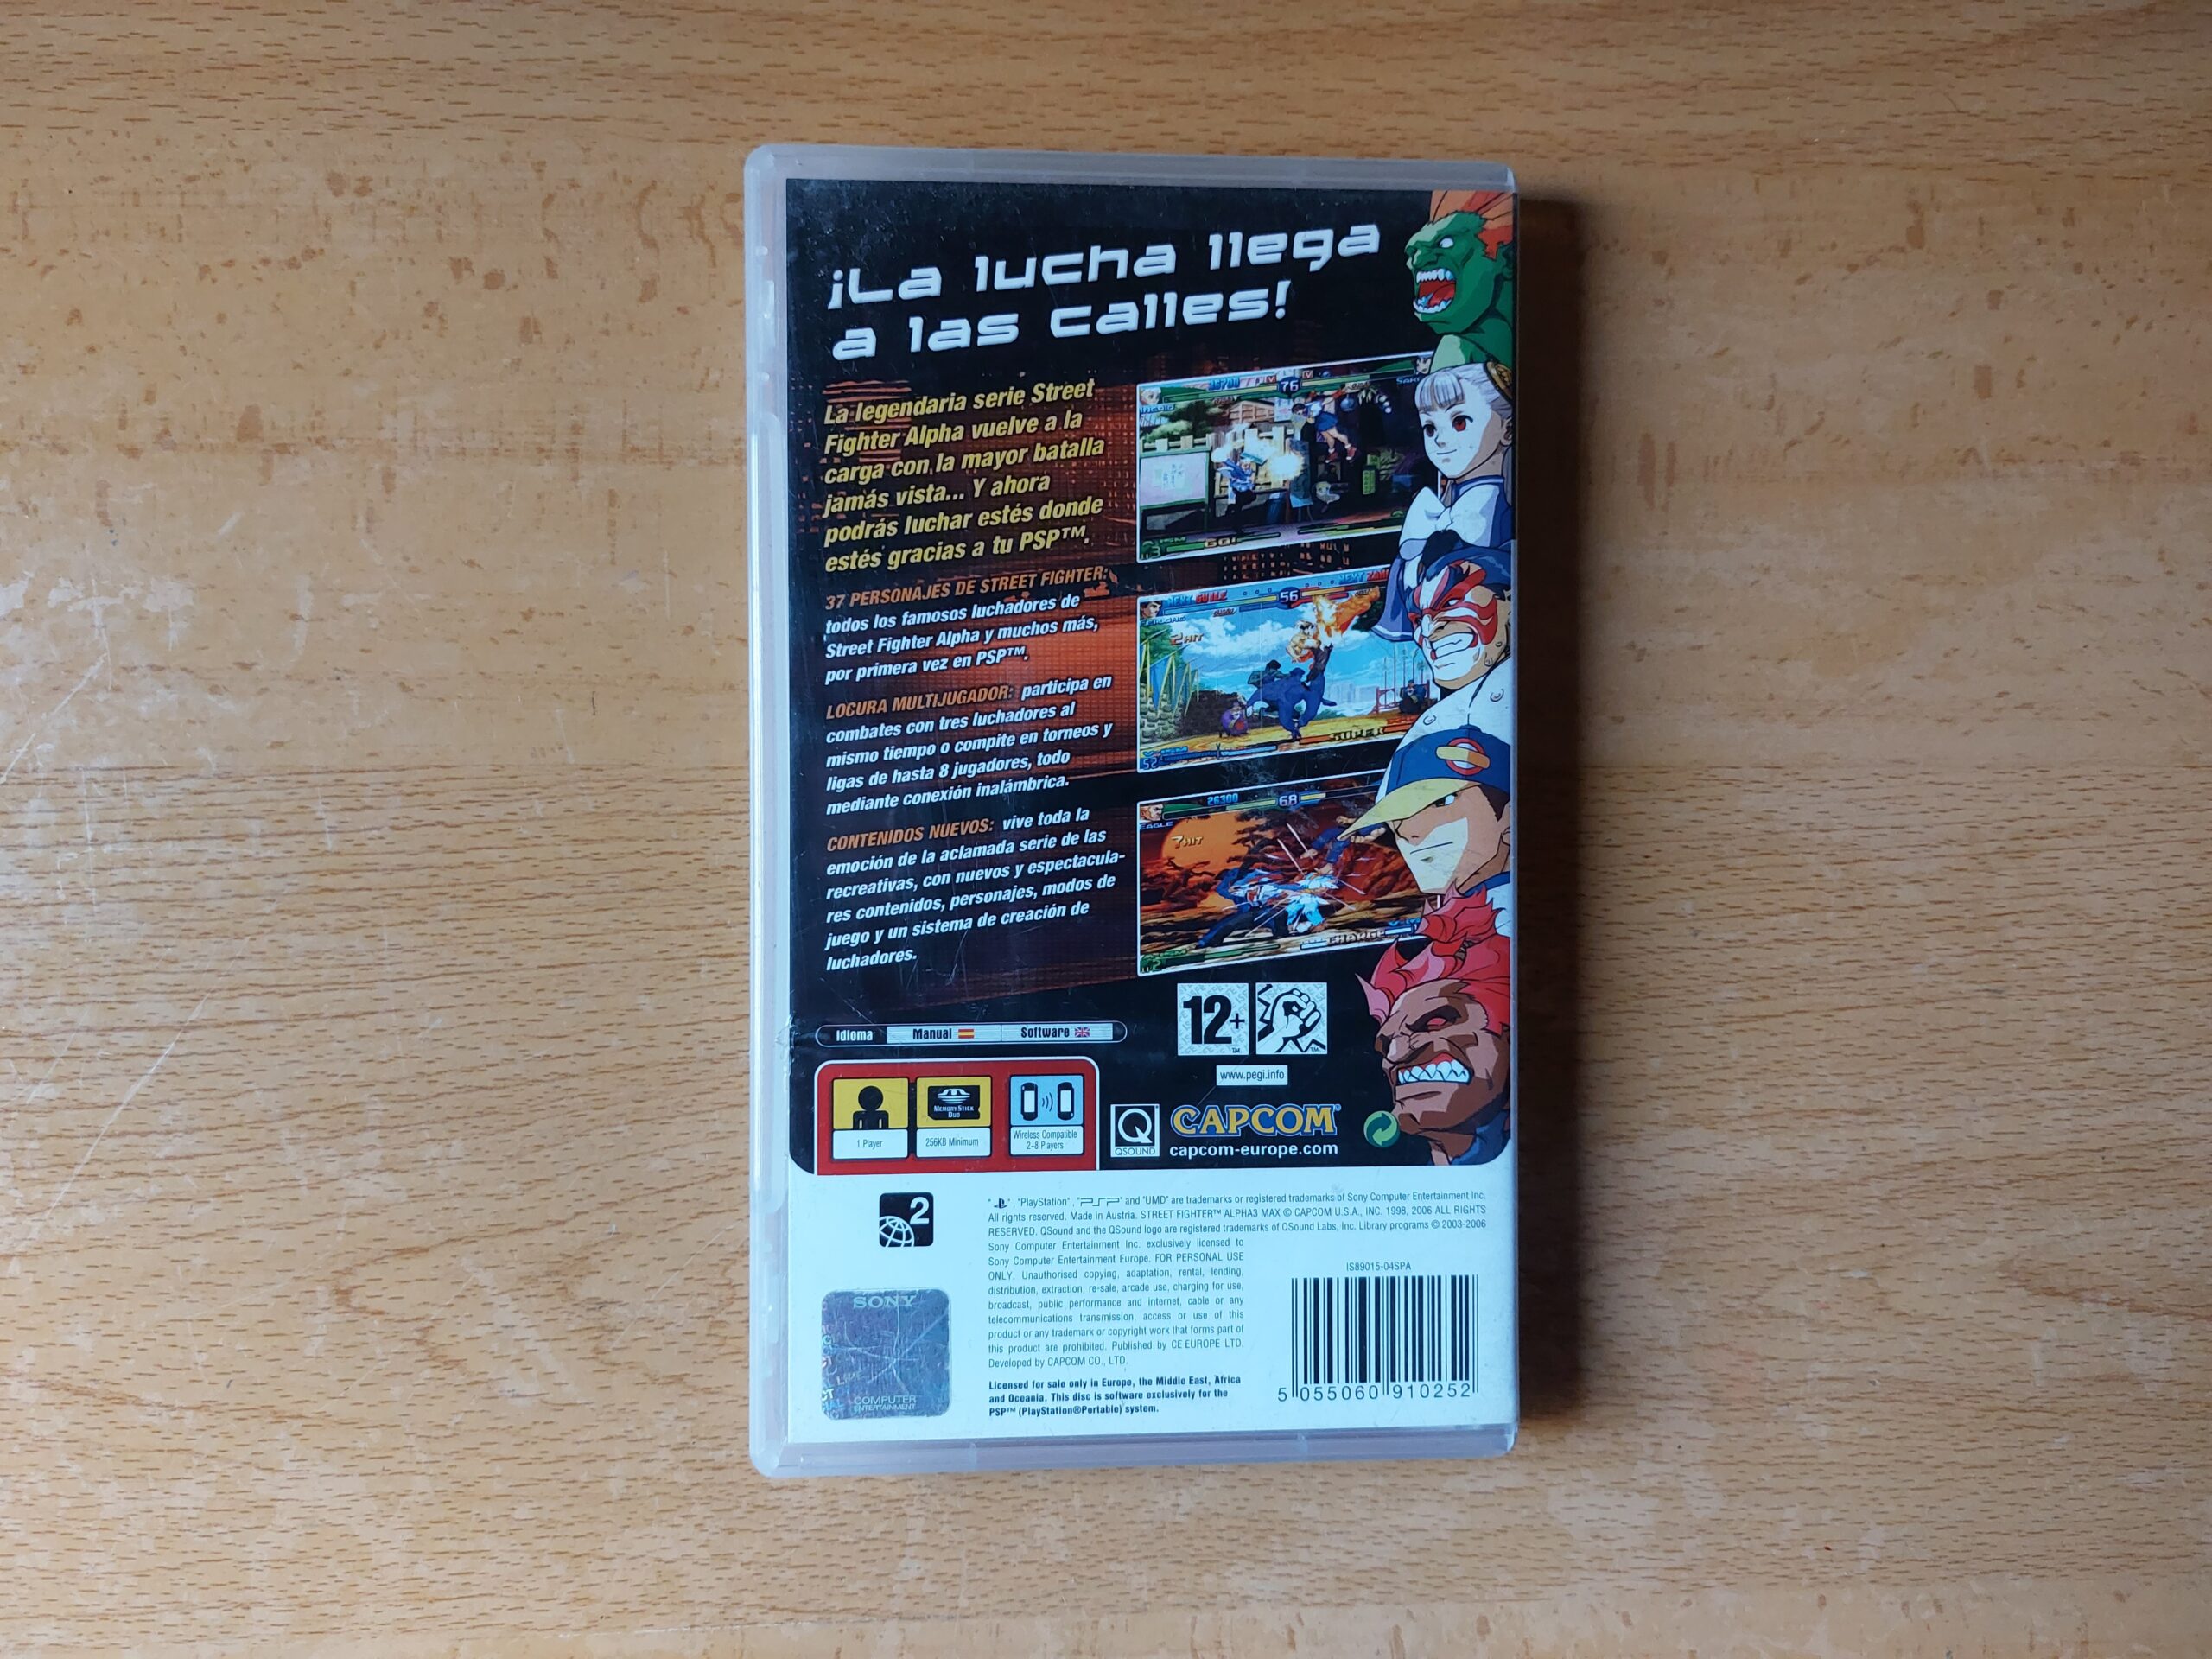 ¡La lucha llega
a las calles!
La legendaria serie Street
Fighter Alpha vuelve a la
carga con la mayor batalla
jamás vista... Y ahora
podrás luchar estés donde
estés gracias a tu PSP™.
37 PERSONAJES DE STREET FIGHTER:
todos los famosos luchadores de
Street Fighter Alpha y muchos más,
por primera vez en PSP™.
LOCURA MULTIJUGADOR: participa en
combates con tres luchadores al
mismo tiempo o compite en torneos y
ligas de hasta 8 jugadores, todo
mediante conexión inalámbrica.
CONTENIDOS NUEVOS: vive toda la
emoción de la aclamada serie de las
recreativas, con nuevos y espectacula-
res contenidos, personajes, modos de
juego y un sistema de creación de
luchadores.
76
56
2 HIT
SUPER
26300
68
EAGLE
7 HIT
Idioma Manual Software
12+
www.pegi.info
1 Player
MEMORY STICK
DUO
256KB Minimum
Wireless Compatible
2-8 Players
QSOUND
CAPCOM
capcom-europe.com
2
" ", "PlayStation", "PSP" and "UMD" are trademarks or registered trademarks of Sony Computer Entertainment Inc.
All rights reserved. Made in Austria. STREET FIGHTER™ ALPHA3 MAX © CAPCOM U.S.A., INC. 1998, 2006 ALL RIGHTS
RESERVED. QSound and the QSound logo are registered trademarks of QSound Labs, Inc. Library programs © 2003-2006
Sony Computer Entertainment Inc. exclusively licensed to
Sony Computer Entertainment Europe. FOR PERSONAL USE
ONLY. Unauthorised copying, adaptation, rental, lending,
distribution, extraction, re-sale, arcade use, charging for use,
broadcast, public performance and internet, cable or any
telecommunications transmission, access or use of this
product or any trademark or copyright work that forms part of
this product are prohibited. Published by CE EUROPE LTD.
Developed by CAPCOM CO., LTD.
Licensed for sale only in Europe, the Middle East, Africa
and Oceania. This disc is software exclusively for the
PSP™ (PlayStation®Portable) system.
SONY
COMPUTER
ENTERTAINMENT
IS89015-04SPA
5 055060 910252